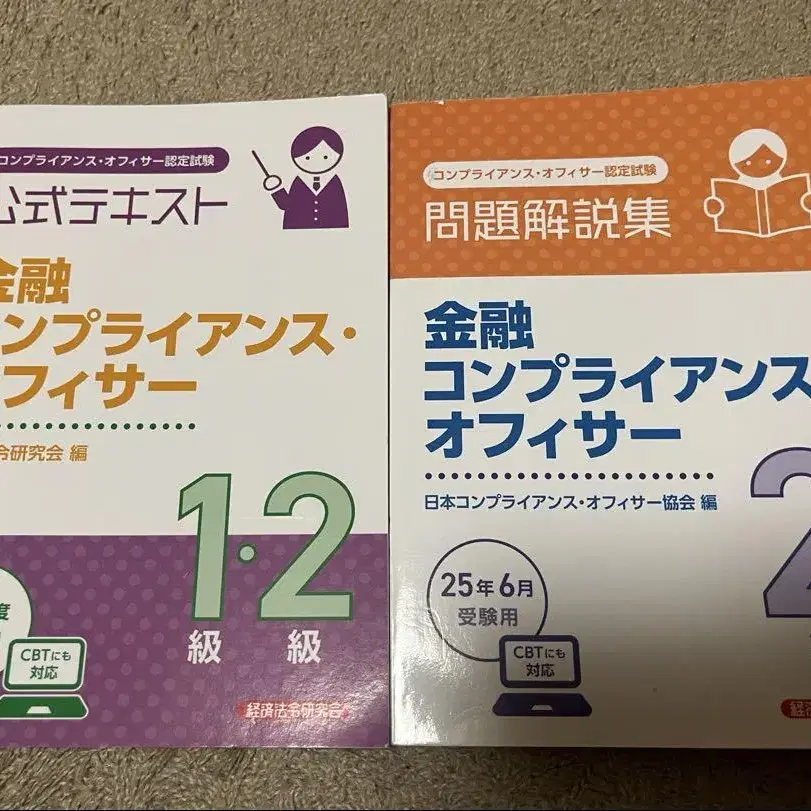 コンプライアンス・オフィサー認定試験
公式テキスト
金融
コンプライアンス・
オフィサー
令研究会 編
1・2
級 級
度
CBTにも
対応
経済法令研究会
コンプライアンス・オフィサー認定試験
問題解説集
金融
コンプライアンス
オフィサー
日本コンプライアンス・オフィサー協会 編
2
25年6月
受験用
CBTにも
対応
経